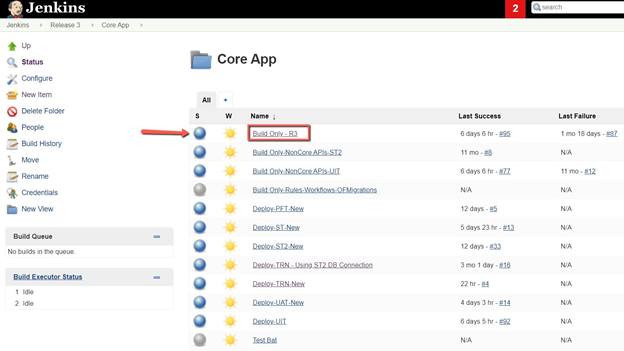 Jenkins
2
search
Jenkins
Release 3
Core App
Up
Status
Configure
New Item
Delete Folder
People
Build History
Move
Rename
Credentials
New View
Build Queue
No builds in the queue.
Build Executor Status
1 Idle
2 Idle
Core App
All +
S W Name ↓ Last Success Last Failure
Build Only - R3 6 days 6 hr - #95 1 mo 18 days - #87
Build Only-NonCore APIs-ST2 11 mo - #8 N/A
Build Only-NonCore APIs-UIT 6 days 6 hr - #77 11 mo - #12
Build Only-Rules-Workflows-OFMigrations N/A N/A
Deploy-PFT-New 12 days - #5 N/A
Deploy-ST-New 5 days 23 hr - #13 N/A
Deploy-ST2-New 12 days - #33 N/A
Deploy-TRN - Using ST2 DB Connection 3 mo 1 day - #16 N/A
Deploy-TRN-New 22 hr - #4 N/A
Deploy-UAT-New 4 days 3 hr - #14 N/A
Deploy-UIT 6 days 5 hr - #92 N/A
Test Bat N/A N/A